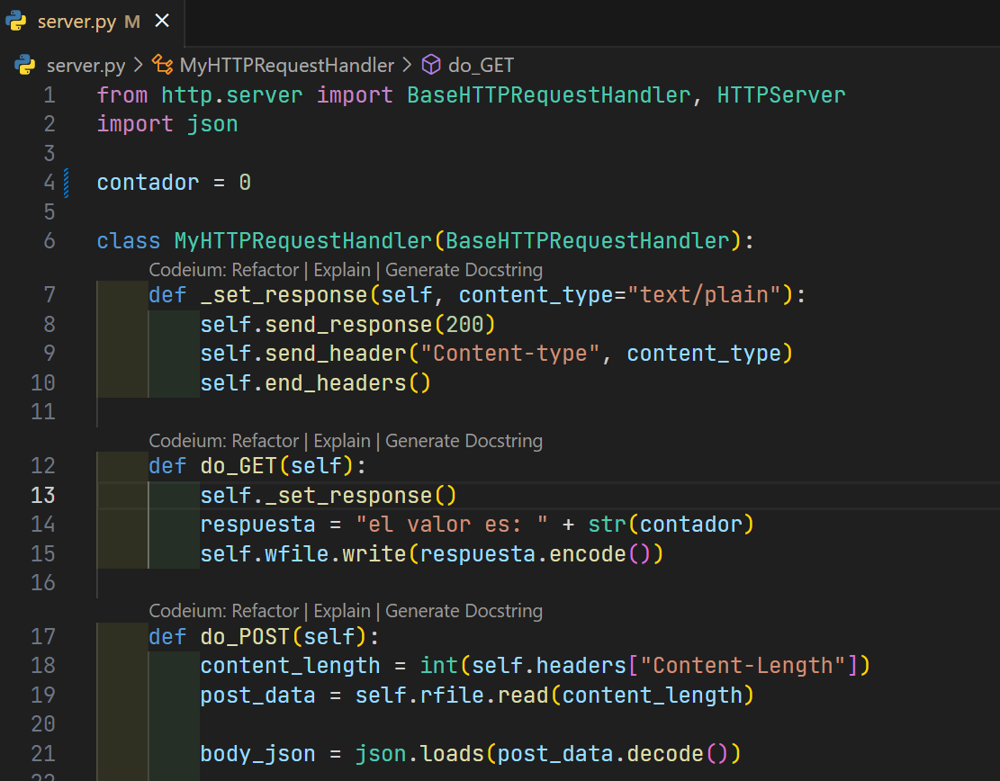 server.py M ×
server.py > MyHTTPRequestHandler > do_GET
1 from http.server import BaseHTTPRequestHandler, HTTPServer
2 import json
3
4 contador = 0
5
6 class MyHTTPRequestHandler(BaseHTTPRequestHandler):
Codeium: Refactor | Explain | Generate Docstring
7 def _set_response(self, content_type="text/plain"):
8 self.send_response(200)
9 self.send_header("Content-type", content_type)
10 self.end_headers()
11
Codeium: Refactor | Explain | Generate Docstring
12 def do_GET(self):
13 self._set_response()
14 respuesta = "el valor es: " + str(contador)
15 self.wfile.write(respuesta.encode())
16
Codeium: Refactor | Explain | Generate Docstring
17 def do_POST(self):
18 content_length = int(self.headers["Content-Length"])
19 post_data = self.rfile.read(content_length)
20
21 body_json = json.loads(post_data.decode())
22